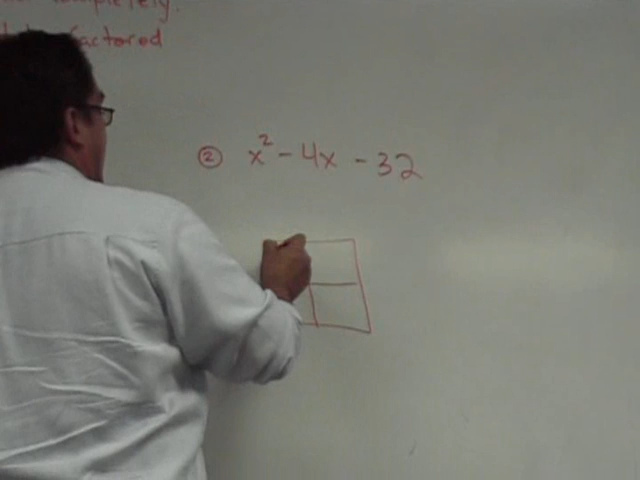 completely.
factored
② x² - 4x - 32